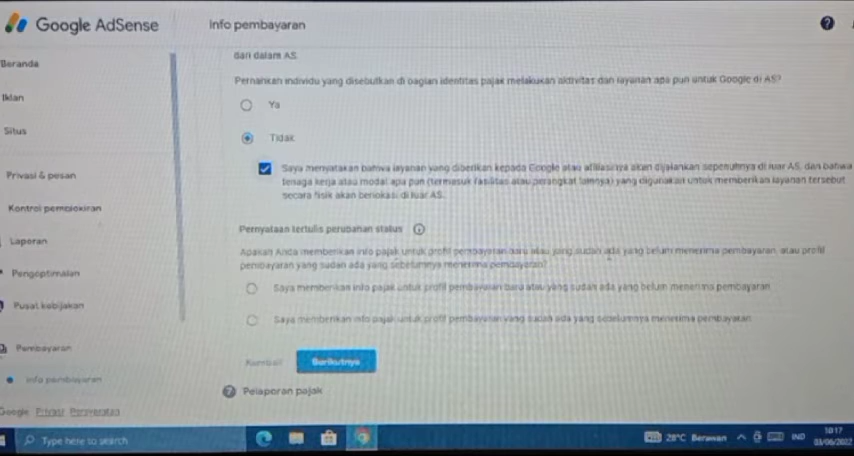 Google AdSense
Info pembayaran
Beranda
Iklan
Situs
Privasi & pesan
Kontrol pemblokiran
Laporan
Pengoptimalan
Pusat kebijakan
Pembayaran
Info pembayaran
Google Privasi Persyaratan
dari dalam AS.
Pernahkah individu yang disebutkan di bagian identitas pajak melakukan aktivitas dan layanan apa pun untuk Google di AS?
Ya
Tidak
Saya menyatakan bahwa layanan yang diberikan kepada Google atau afiliasinya akan dijalankan sepenuhnya di luar AS, dan bahwa
tenaga kerja atau modal apa pun (termasuk fasilitas atau perangkat lainnya) yang digunakan untuk memberikan layanan tersebut
secara fisik akan berlokasi di luar AS.
Pernyataan tertulis perubahan status
Apakah Anda memberikan info pajak untuk profil pembayaran baru atau yang sudah ada yang belum menerima pembayaran, atau profil
pembayaran yang sudah ada yang sebelumnya menerima pembayaran?
Saya memberikan info pajak untuk profil pembayaran baru atau yang sudah ada yang belum menerima pembayaran
Saya memberikan info pajak untuk profil pembayaran yang sudah ada yang sebelumnya menerima pembayaran
Kembali
Berikutnya
Pelaporan pajak
Type here to search
28°C Berawan
IND
10:17
03/06/2022